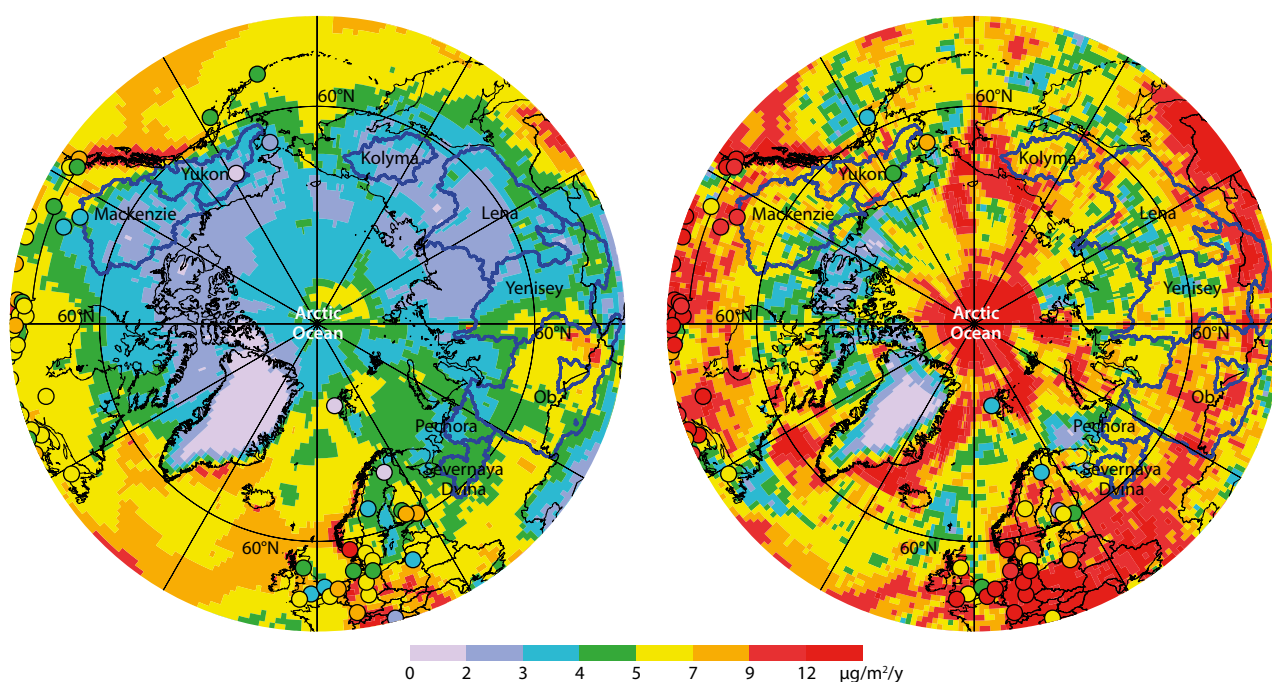 60°N
Kolyma
Yukon
Mackenzie
Lena
Yenisey
Arctic
Ocean
60°N
60°N
Ob
Pechora
Severnaya
Dvina
60°N
60°N
Kolyma
Yukon
Mackenzie
Lena
Yenisey
Arctic
Ocean
60°N
60°N
Ob
Pechora
Severnaya
Dvina
60°N
0 2 3 4 5 7 9 12 µg/m²/y